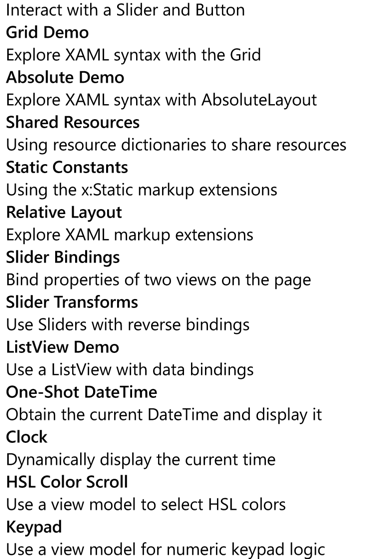 Interact with a Slider and Button
Grid Demo
Explore XAML syntax with the Grid
Absolute Demo
Explore XAML syntax with AbsoluteLayout
Shared Resources
Using resource dictionaries to share resources
Static Constants
Using the x:Static markup extensions
Relative Layout
Explore XAML markup extensions
Slider Bindings
Bind properties of two views on the page
Slider Transforms
Use Sliders with reverse bindings
ListView Demo
Use a ListView with data bindings
One-Shot DateTime
Obtain the current DateTime and display it
Clock
Dynamically display the current time
HSL Color Scroll
Use a view model to select HSL colors
Keypad
Use a view model for numeric keypad logic